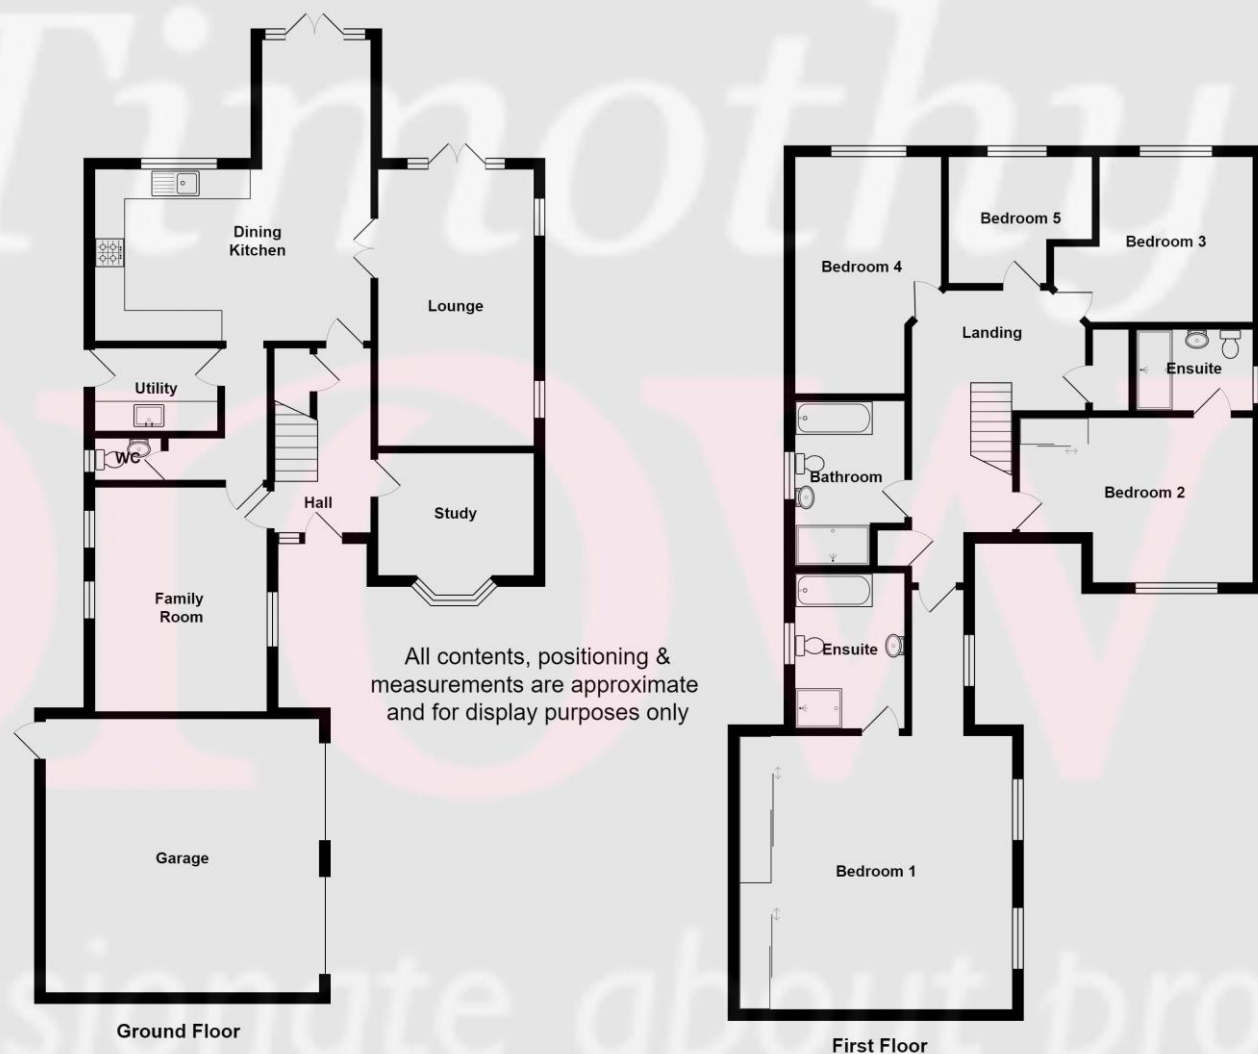 Timothy
Dining
Kitchen
Lounge
Utility
WC
Hall
Study
Family
Room
Garage
Ground Floor
All contents, positioning &
measurements are approximate
and for display purposes only
Bedroom 4
Bedroom 5
Bedroom 3
Landing
Ensuite
Bathroom
Bedroom 2
Ensuite
Bedroom 1
First Floor
about